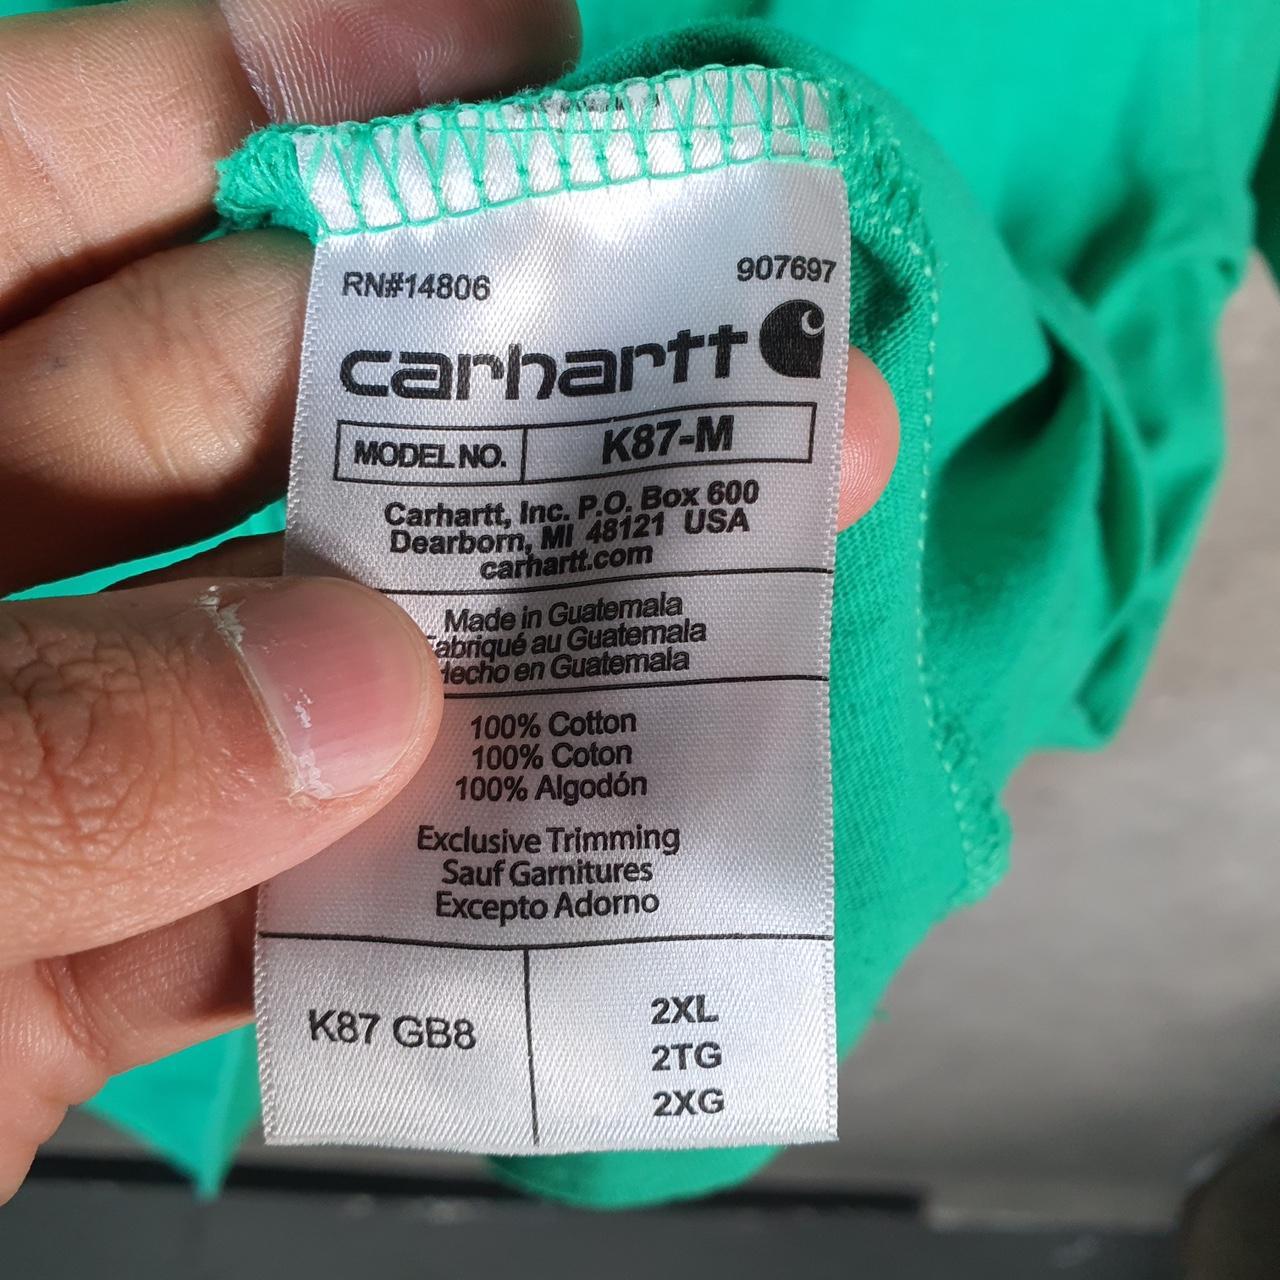 RN#14806 907697
carhartt
MODEL NO. K87-M
Carhartt, Inc. P.O. Box 600
Dearborn, MI 48121 USA
carhartt.com
Made in Guatemala
Fabriqué au Guatemala
Hecho en Guatemala
100% Cotton
100% Coton
100% Algodón
Exclusive Trimming
Sauf Garnitures
Excepto Adorno
K87 GB8
2XL
2TG
2XG